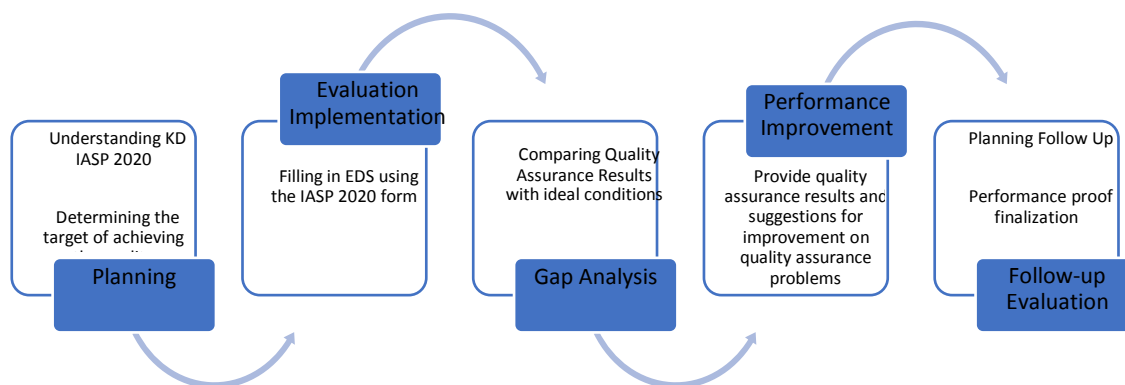 Understanding KD
IASP 2020
Determining the
target of achieving
Planning
Evaluation
Implementation
Filling in EDS using
the IASP 2020 form
Comparing Quality
Assurance Results
with ideal conditions
Gap Analysis
Performance
Improvement
Provide quality
assurance results and
suggestions for
improvement on
quality assurance
problems
Planning Follow Up
Performance proof
finalization
Follow-up
Evaluation